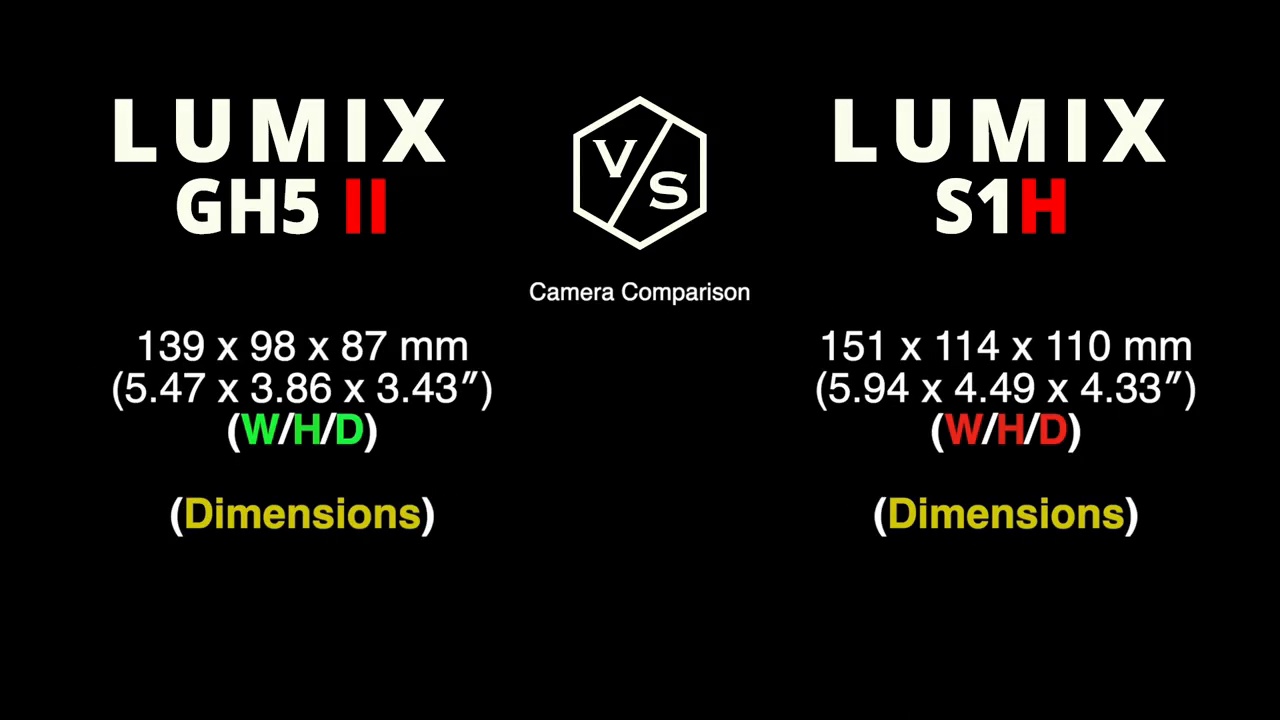 LUMIX
GH5 II
V/S
LUMIX
S1H
Camera Comparison
139 x 98 x 87 mm
(5.47 x 3.86 x 3.43″)
(W/H/D)
(Dimensions)
151 x 114 x 110 mm
(5.94 x 4.49 x 4.33″)
(W/H/D)
(Dimensions)